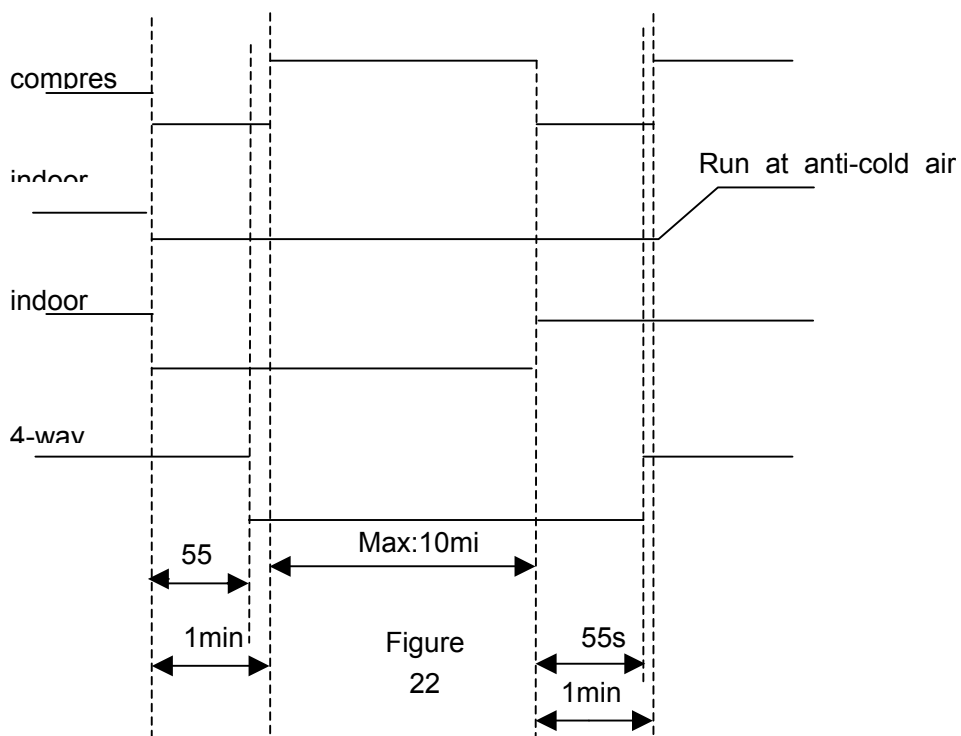 compres
Run at anti-cold air
indoor
indoor
4-way
55
Max:10mi
1min
Figure
22
55s
1min